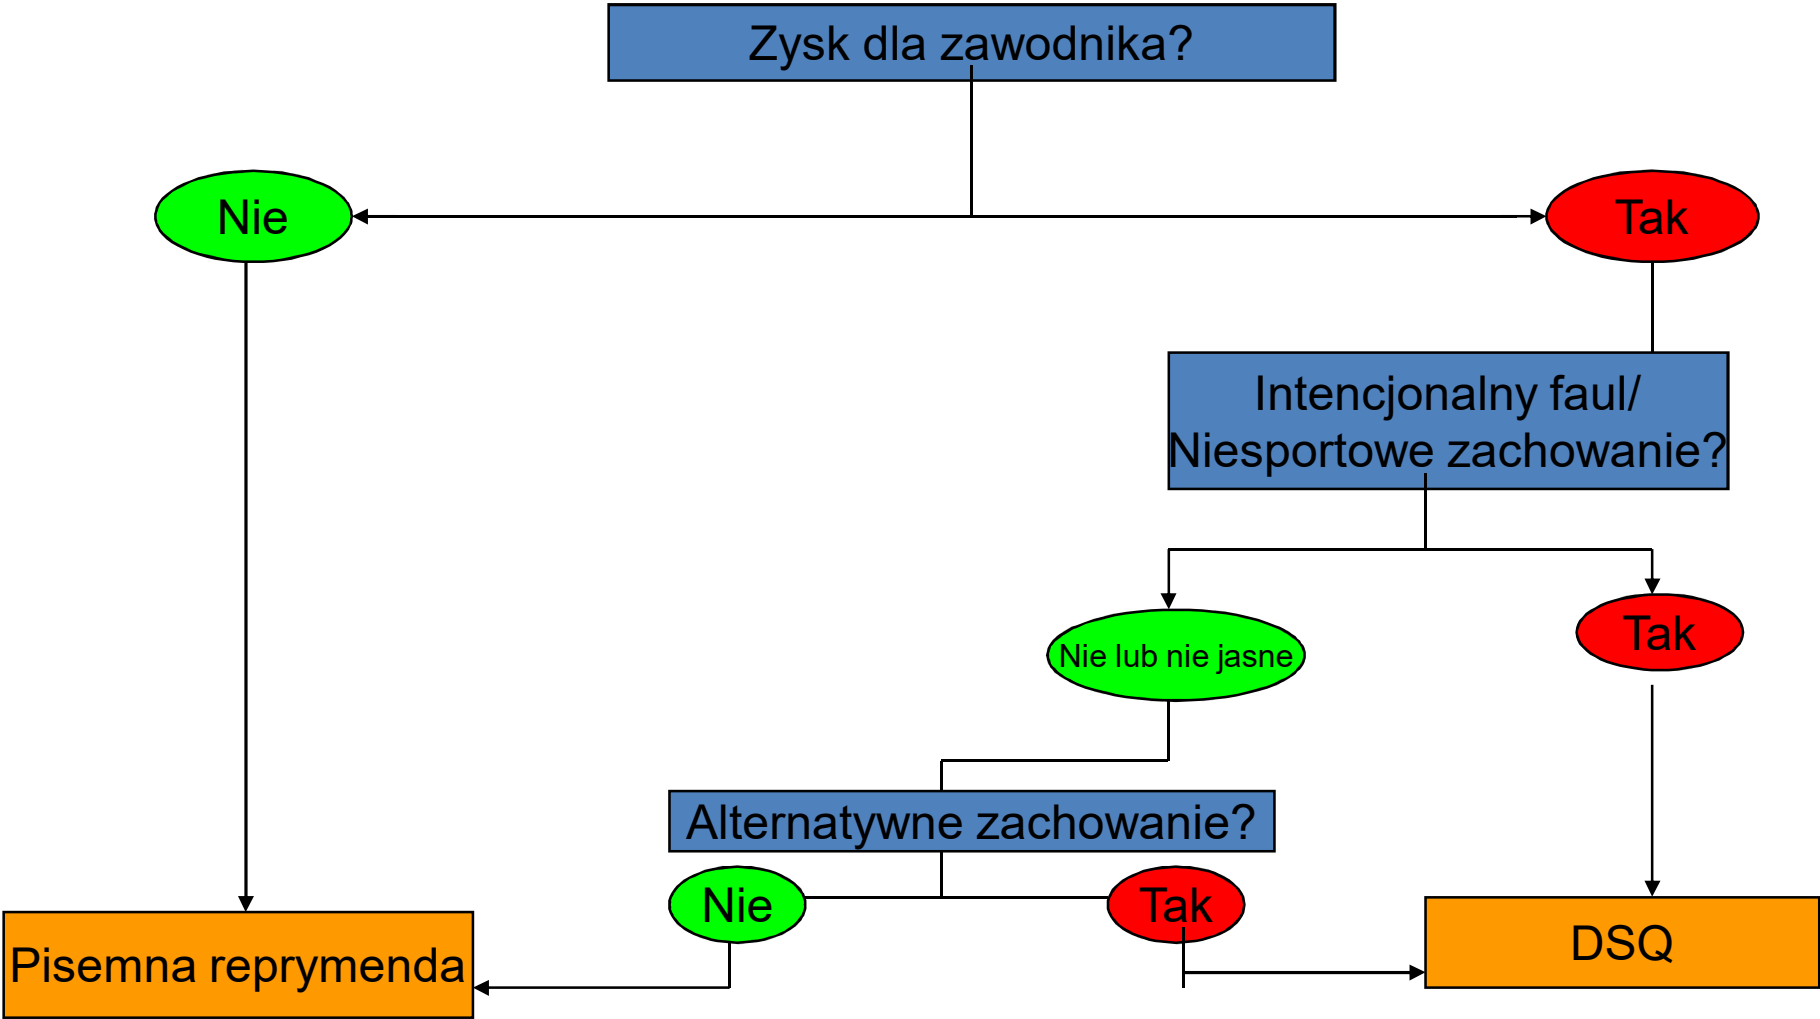 Zysk dla zawodnika?
Nie
Tak
Intencjonalny faul/
Niesportowe zachowanie?
Nie lub nie jasne
Tak
Alternatywne zachowanie?
Nie
Tak
Pisemna reprymenda
DSQ